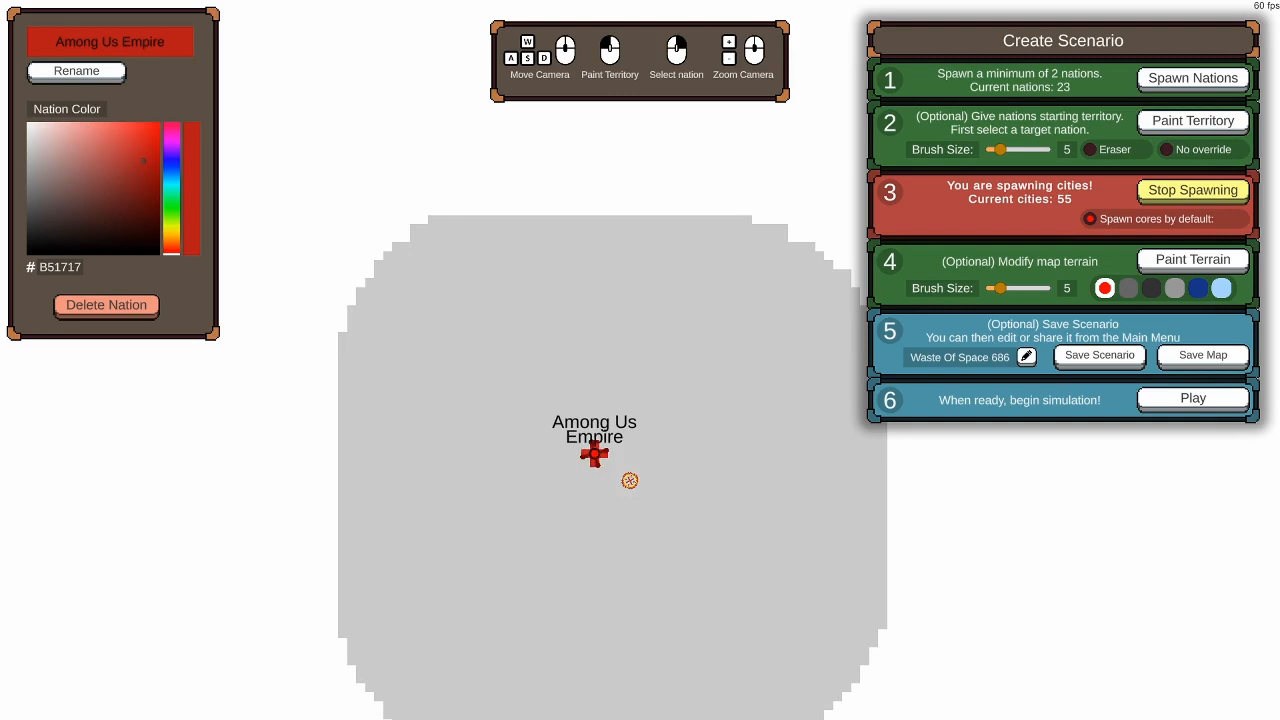 60 fps
Among Us Empire
Rename
Nation Color
# B51717
Delete Nation
W
A S D
Move Camera
Paint Territory
Select nation
+
-
Zoom Camera
Create Scenario
1
Spawn a minimum of 2 nations.
Current nations: 23
Spawn Nations
2
(Optional) Give nations starting territory.
First select a target nation.
Paint Territory
Brush Size:
5
Eraser
No override
3
You are spawning cities!
Current cities: 55
Stop Spawning
Spawn cores by default:
4
(Optional) Modify map terrain
Paint Terrain
Brush Size:
5
5
(Optional) Save Scenario
You can then edit or share it from the Main Menu
Waste Of Space 686
Save Scenario
Save Map
6
When ready, begin simulation!
Play
Among Us
Empire